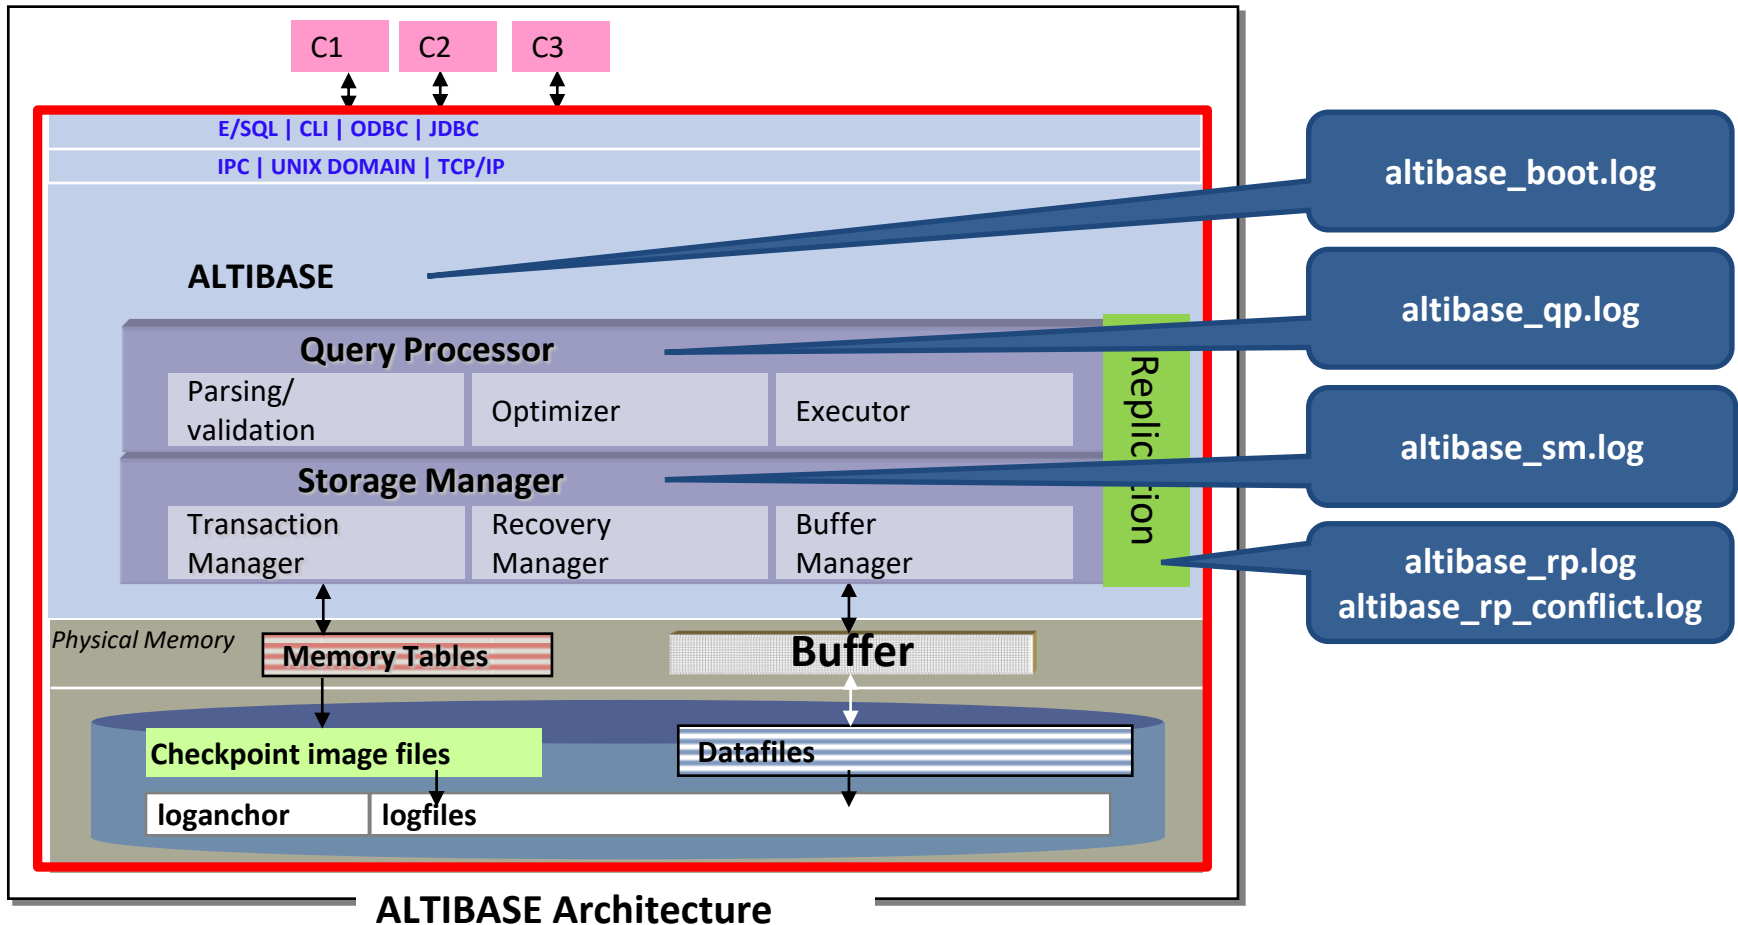 C1
C2
C3
E/SQL | CLI | ODBC | JDBC
IPC | UNIX DOMAIN | TCP/IP
ALTIBASE
Query Processor
Parsing/
validation
Optimizer
Executor
Storage Manager
Transaction
Manager
Recovery
Manager
Buffer
Manager
Replication
Physical Memory
Memory Tables
Buffer
Checkpoint image files
Datafiles
loganchor
logfiles
ALTIBASE Architecture
altibase_boot.log
altibase_qp.log
altibase_sm.log
altibase_rp.log
altibase_rp_conflict.log